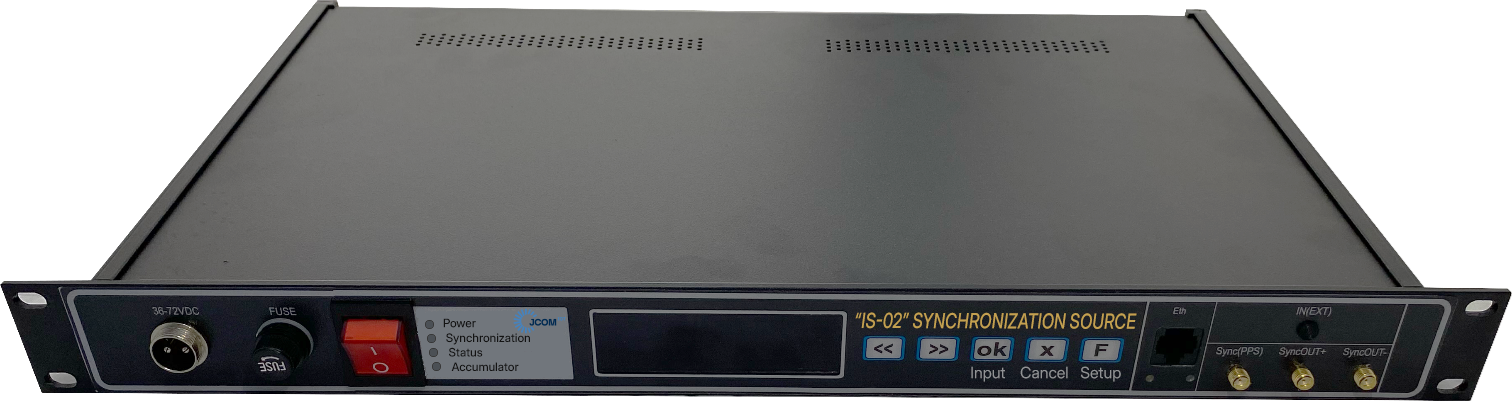 36-72VDC
FUSE
FUSE
I
O
JCOM
Power
Synchronization
Status
Accumulator
“IS-02” SYNCHRONIZATION SOURCE
<< >> ok x F
Input Cancel Setup
Eth
IN(EXT)
Sync(PPS) SyncOUT+ SyncOUT-